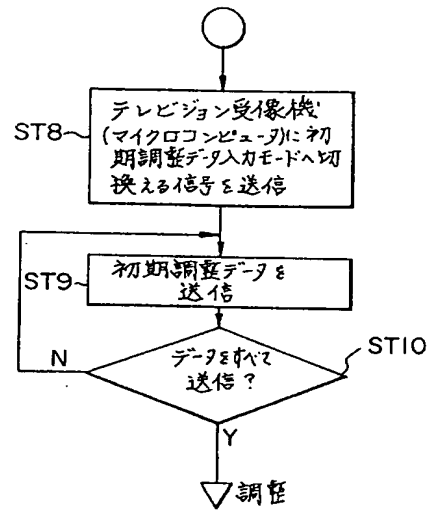 ST8
テレビジョン受像機
(マイクロコンピュータ)に初
期調整データ入力モードへ切
換える信号を送信
ST9
初期調整データを
送信
N
データをすべて
送信?
ST10
Y
調整